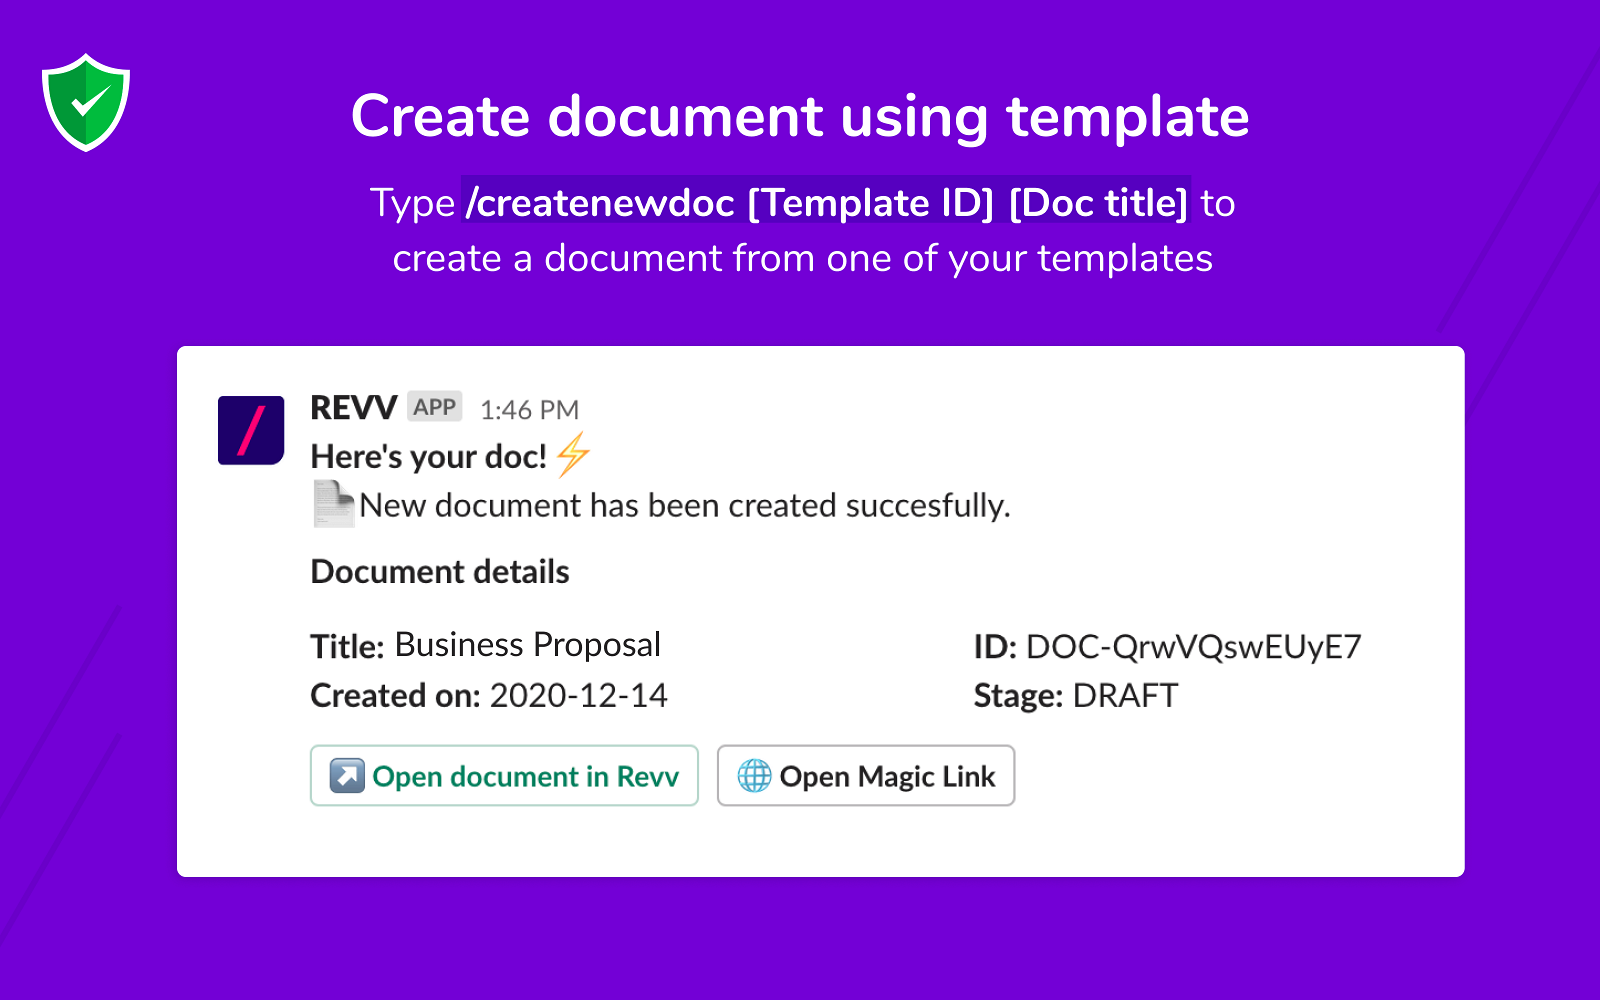 Create document using template
Type /createnewdoc [Template ID] [Doc title] to
create a document from one of your templates
REVV APP 1:46 PM
Here's your doc!
New document has been created succesfully.
Document details
Title: Business Proposal
ID: DOC-QrwVQswEUyE7
Created on: 2020-12-14
Stage: DRAFT
Open document in Revv
Open Magic Link